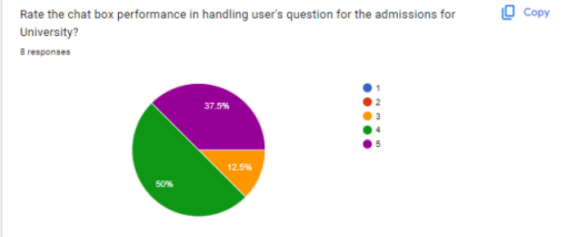 Rate the chat box performance in handling user's question for the admissions for
University?
Copy
8 responses
37.5%
12.5%
50%
1
2
3
4
5